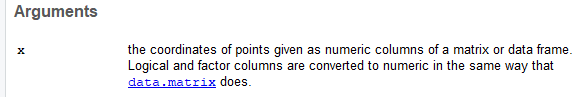 Arguments
x the coordinates of points given as numeric columns of a matrix or data frame.
Logical and factor columns are converted to numeric in the same way that
data.matrix does.